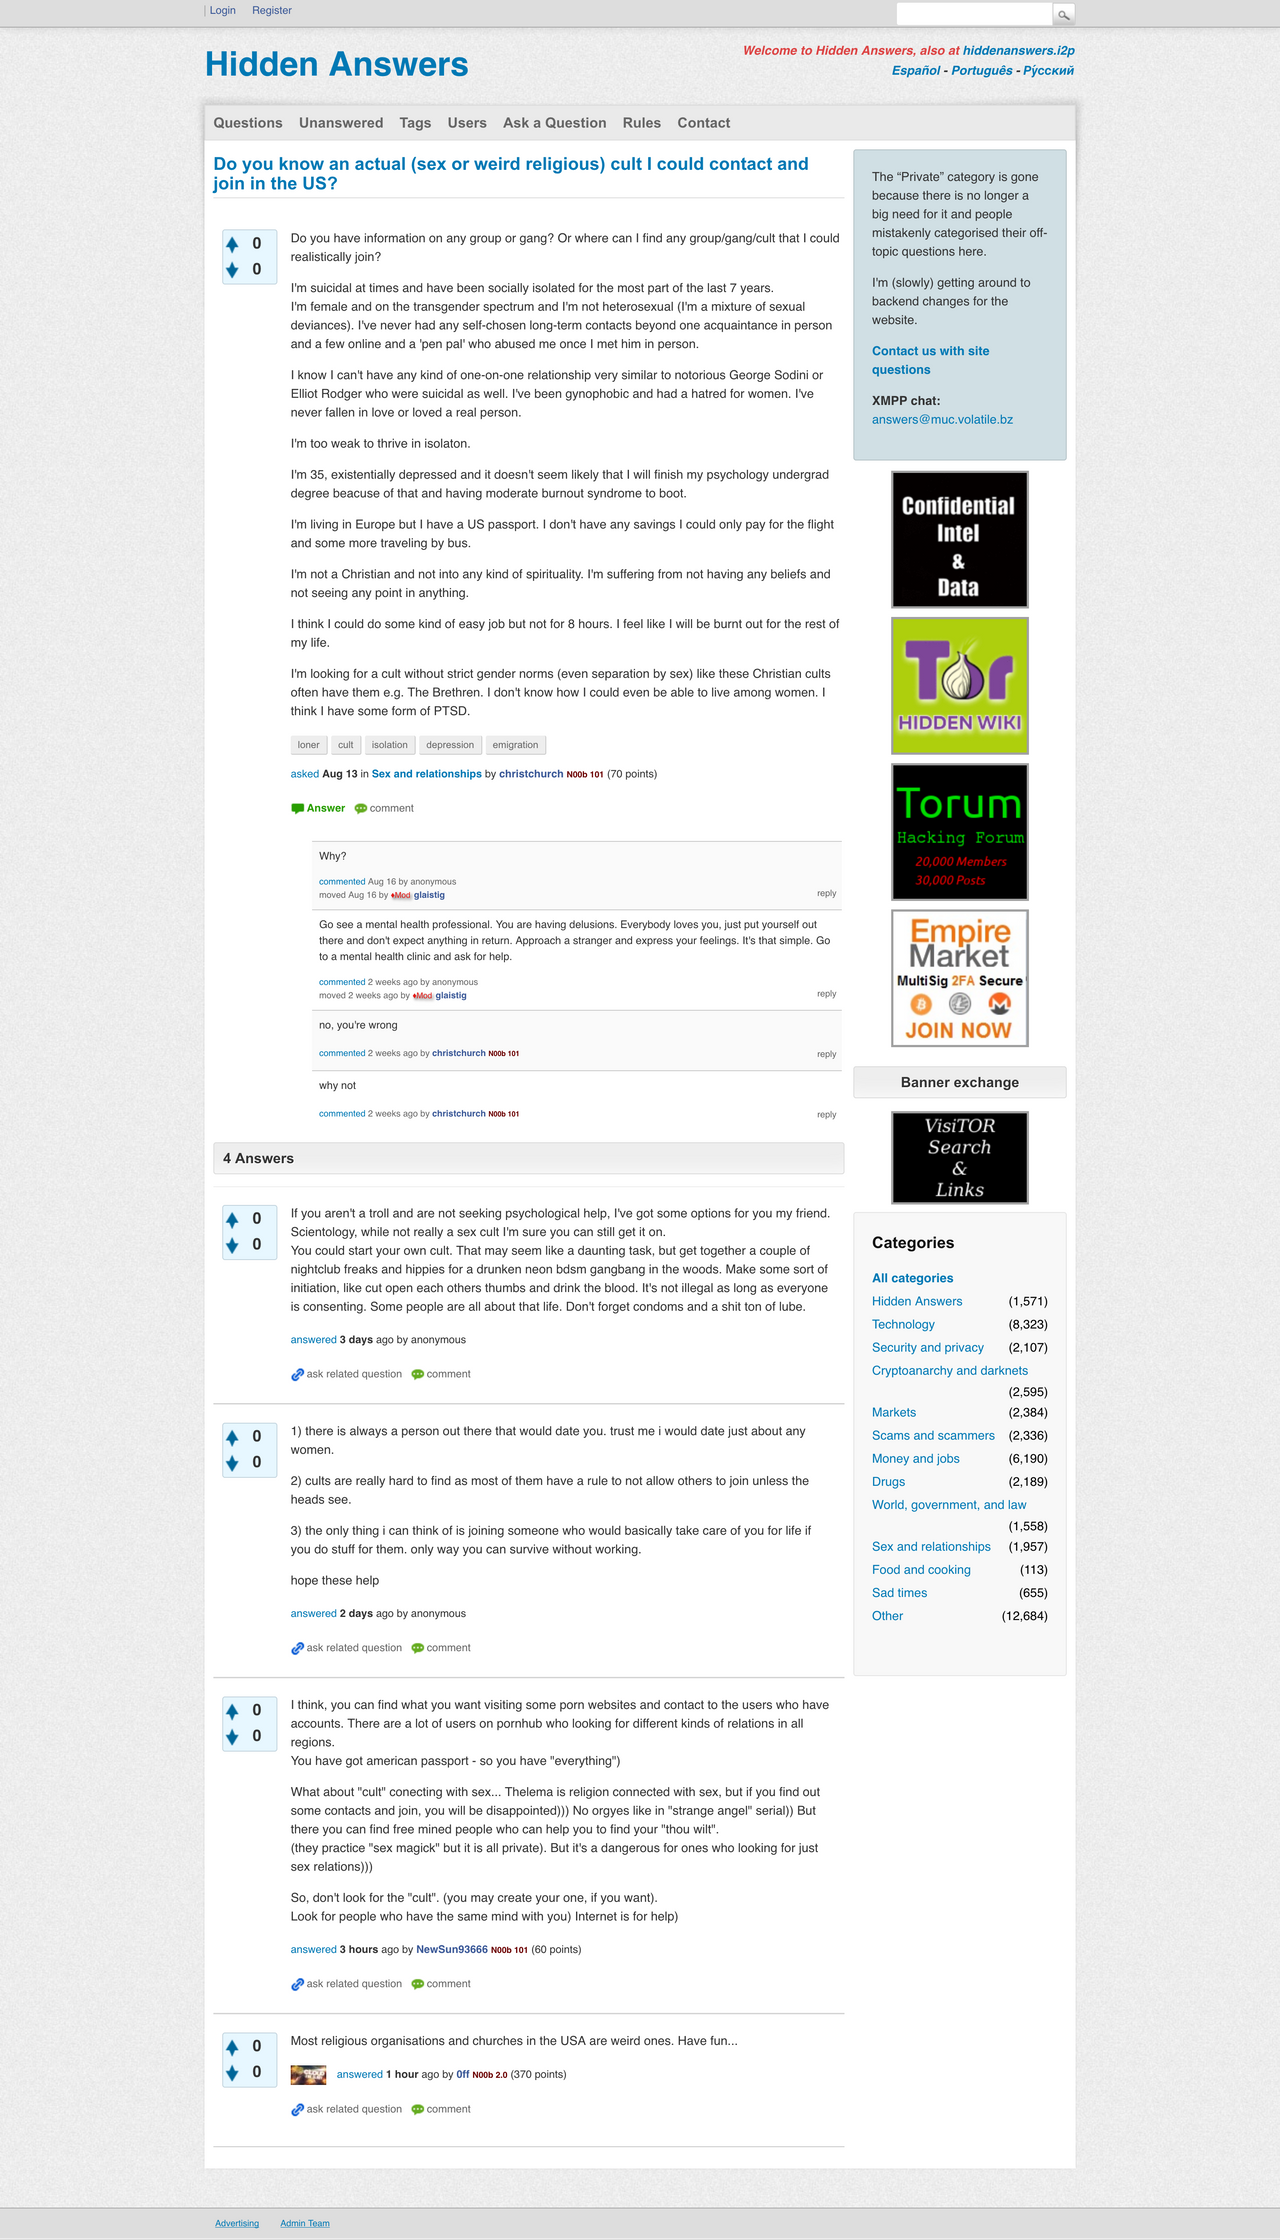 Login Register
Hidden Answers
Welcome to Hidden Answers, also at hiddenanswers.i2p
Español - Português - Ру́сский
Questions Unanswered Tags Users Ask a Question Rules Contact
Do you know an actual (sex or weird religious) cult I could contact and
join in the US?
0
0
Do you have information on any group or gang? Or where can I find any group/gang/cult that I could
realistically join?
I'm suicidal at times and have been socially isolated for the most part of the last 7 years.
I'm female and on the transgender spectrum and I'm not heterosexual (I'm a mixture of sexual
deviances). I've never had any self-chosen long-term contacts beyond one acquaintance in person
and a few online and a 'pen pal' who abused me once I met him in person.
I know I can't have any kind of one-on-one relationship very similar to notorious George Sodini or
Elliot Rodger who were suicidal as well. I've been gynophobic and had a hatred for women. I've
never fallen in love or loved a real person.
I'm too weak to thrive in isolaton.
I'm 35, existentially depressed and it doesn't seem likely that I will finish my psychology undergrad
degree beacuse of that and having moderate burnout syndrome to boot.
I'm living in Europe but I have a US passport. I don't have any savings I could only pay for the flight
and some more traveling by bus.
I'm not a Christian and not into any kind of spirituality. I'm suffering from not having any beliefs and
not seeing any point in anything.
I think I could do some kind of easy job but not for 8 hours. I feel like I will be burnt out for the rest of
my life.
I'm looking for a cult without strict gender norms (even separation by sex) like these Christian cults
often have them e.g. The Brethren. I don't know how I could even be able to live among women. I
think I have some form of PTSD.
loner cult isolation depression emigration
asked Aug 13 in Sex and relationships by christchurch N00b 101 (70 points)
Answer comment
Why?
commented Aug 16 by anonymous
moved Aug 16 by ♦Mod glaistig
reply
Go see a mental health professional. You are having delusions. Everybody loves you, just put yourself out
there and don't expect anything in return. Approach a stranger and express your feelings. It's that simple. Go
to a mental health clinic and ask for help.
commented 2 weeks ago by anonymous
moved 2 weeks ago by ♦Mod glaistig
reply
no, you're wrong
commented 2 weeks ago by christchurch N00b 101
reply
why not
commented 2 weeks ago by christchurch N00b 101
reply
4 Answers
0
0
If you aren't a troll and are not seeking psychological help, I've got some options for you my friend.
Scientology, while not really a sex cult I'm sure you can still get it on.
You could start your own cult. That may seem like a daunting task, but get together a couple of
nightclub freaks and hippies for a drunken neon bdsm gangbang in the woods. Make some sort of
initiation, like cut open each others thumbs and drink the blood. It's not illegal as long as everyone
is consenting. Some people are all about that life. Don't forget condoms and a shit ton of lube.
answered 3 days ago by anonymous
ask related question comment
0
0
1) there is always a person out there that would date you. trust me i would date just about any
women.
2) cults are really hard to find as most of them have a rule to not allow others to join unless the
heads see.
3) the only thing i can think of is joining someone who would basically take care of you for life if
you do stuff for them. only way you can survive without working.
hope these help
answered 2 days ago by anonymous
ask related question comment
0
0
I think, you can find what you want visiting some porn websites and contact to the users who have
accounts. There are a lot of users on pornhub who looking for different kinds of relations in all
regions.
You have got american passport - so you have "everything")
What about "cult" conecting with sex... Thelema is religion connected with sex, but if you find out
some contacts and join, you will be disappointed))) No orgyes like in "strange angel" serial)) But
there you can find free mined people who can help you to find your "thou wilt".
(they practice "sex magick" but it is all private). But it's a dangerous for ones who looking for just
sex relations)))
So, don't look for the "cult". (you may create your one, if you want).
Look for people who have the same mind with you) Internet is for help)
answered 3 hours ago by NewSun93666 N00b 101 (60 points)
ask related question comment
0
0
Most religious organisations and churches in the USA are weird ones. Have fun...
answered 1 hour ago by 0ff N00b 2.0 (370 points)
ask related question comment
The “Private” category is gone
because there is no longer a
big need for it and people
mistakenly categorised their off-
topic questions here.
I'm (slowly) getting around to
backend changes for the
website.
Contact us with site
questions
XMPP chat:
answers@muc.volatile.bz
Confidential
Intel
&
Data
Tor
HIDDEN WIKI
Torum
Hacking Forum
20,000 Members
30,000 Posts
Empire
Market
MultiSig 2FA Secure
JOIN NOW
Banner exchange
VisiTOR
Search
&
Links
Categories
All categories
Hidden Answers (1,571)
Technology (8,323)
Security and privacy (2,107)
Cryptoanarchy and darknets
(2,595)
Markets (2,384)
Scams and scammers (2,336)
Money and jobs (6,190)
Drugs (2,189)
World, government, and law
(1,558)
Sex and relationships (1,957)
Food and cooking (113)
Sad times (655)
Other (12,684)
Advertising Admin Team